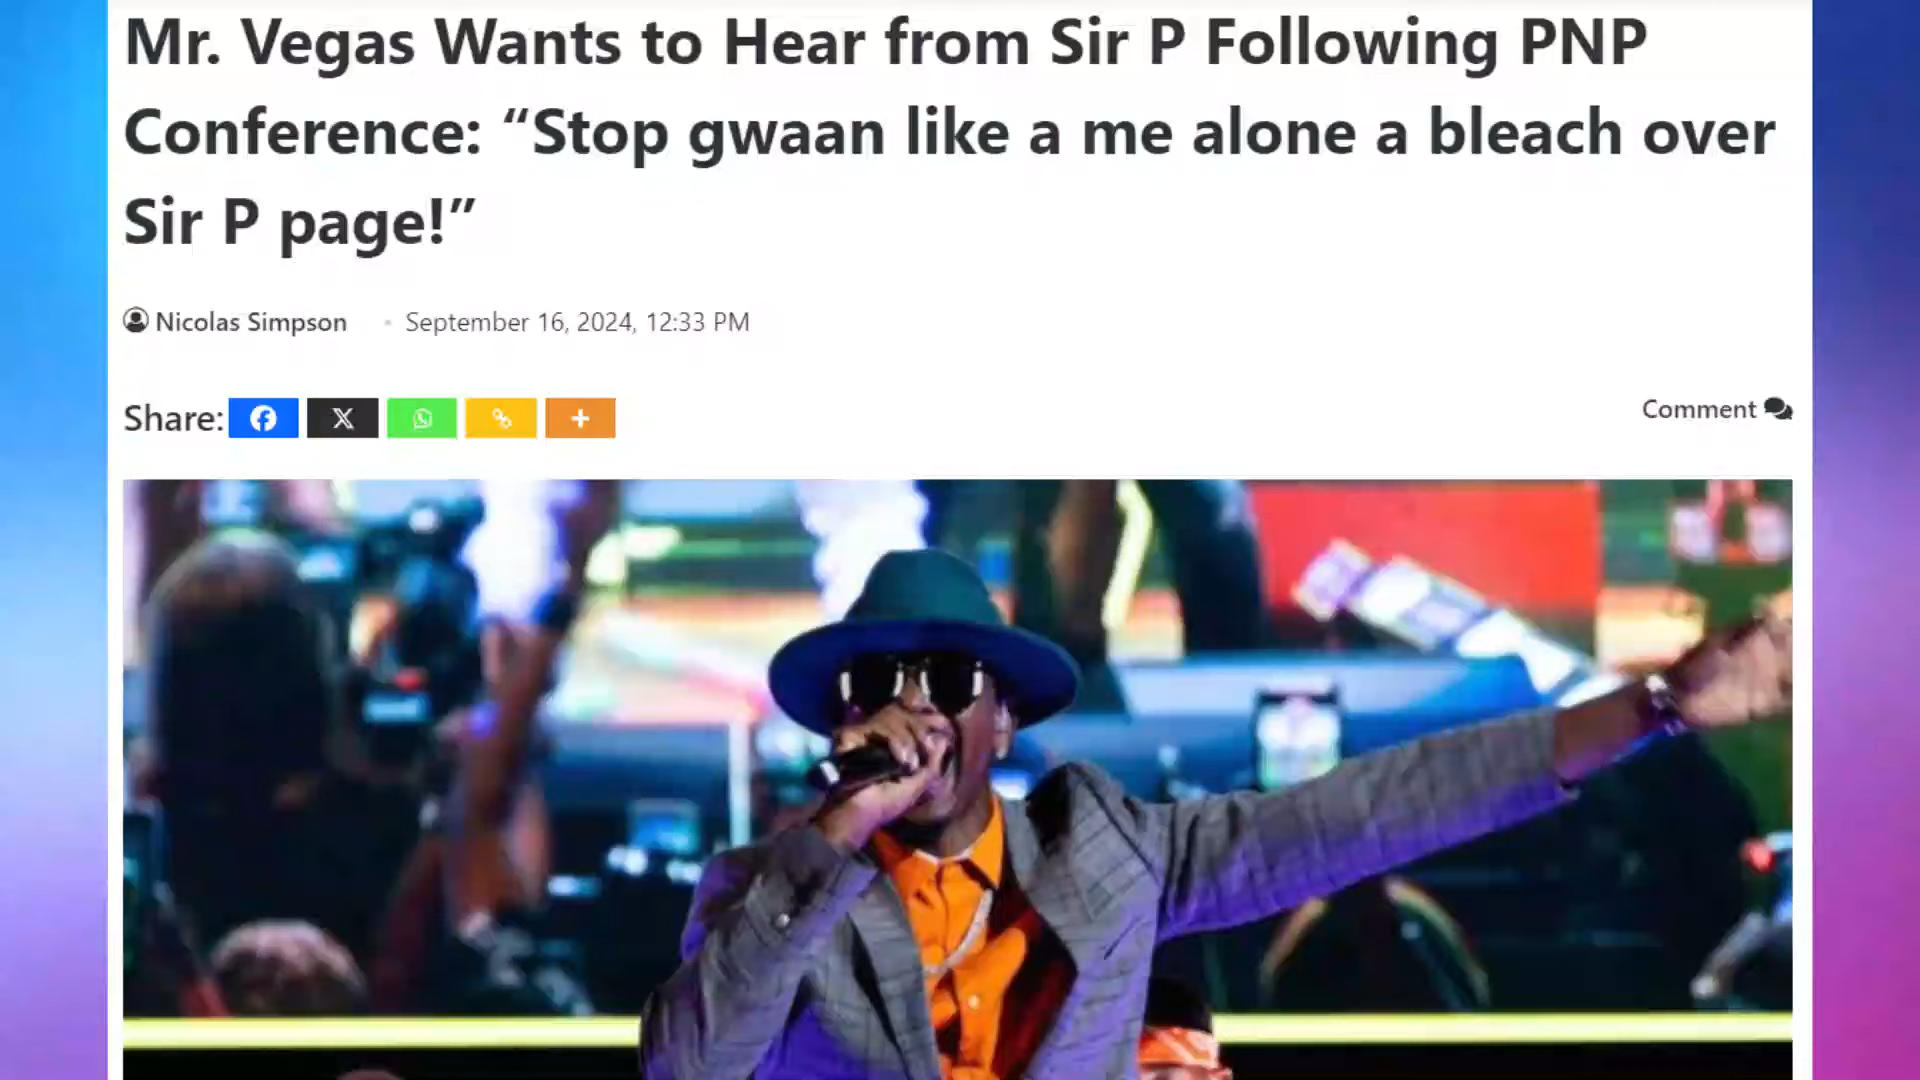 Mr. Vegas Wants to Hear from Sir P Following PNP
Conference: “Stop gwaan like a me alone a bleach over
Sir P page!”
Nicolas Simpson • September 16, 2024, 12:33 PM
Share:
Comment